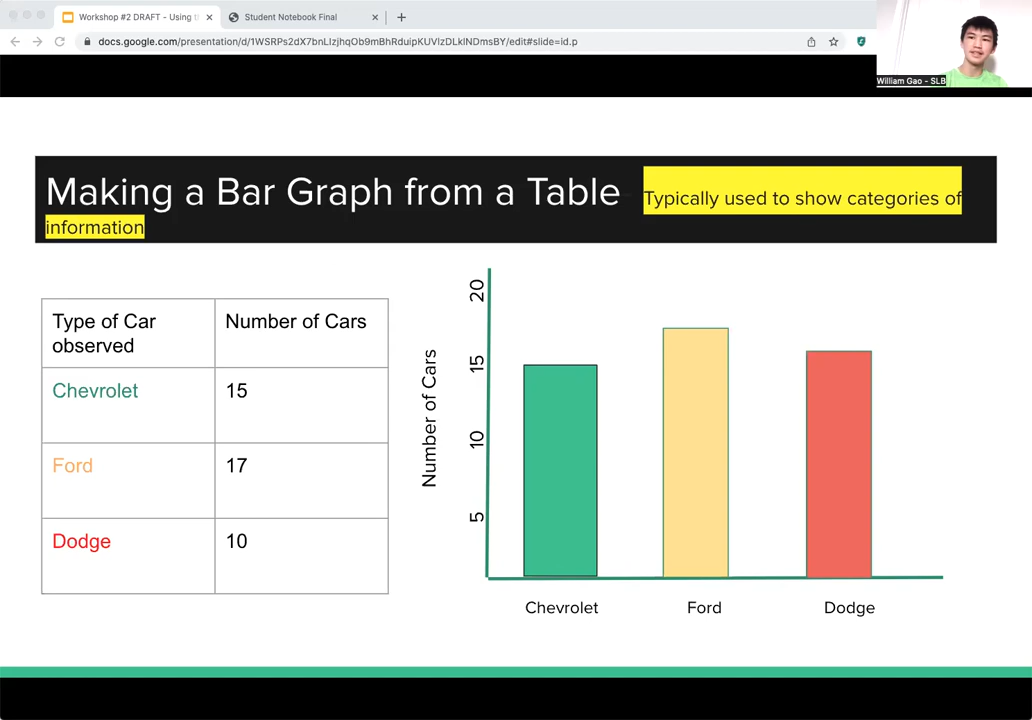 Workshop #2 DRAFT - Using t
Student Notebook Final
docs.google.com/presentation/d/1WSRPs2dX7bnLIzjhqOb9mBhRduipKUVlzDLklNDmsBY/edit#slide=id.p
William Gao - SLB
Making a Bar Graph from a Table Typically used to show categories of
information
Type of Car
observed
Number of Cars
Chevrolet
15
Ford
17
Dodge
10
Number of Cars
20
15
10
5
Chevrolet
Ford
Dodge